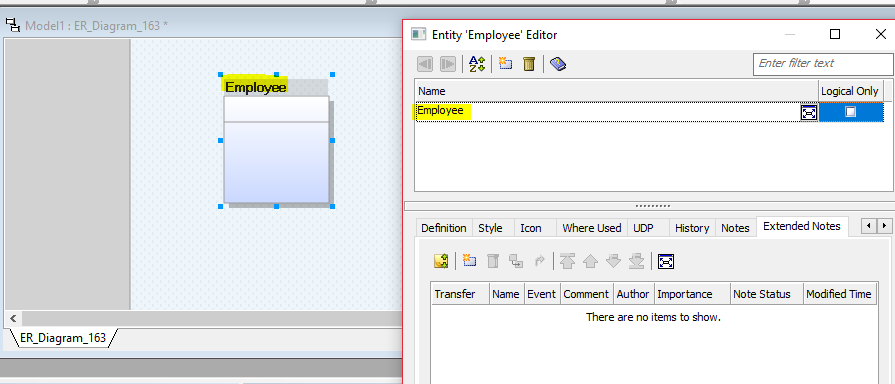 Model1 : ER_Diagram_163 *
Employee
ER_Diagram_163
Entity 'Employee' Editor
Enter filter text
Name Logical Only
Employee
Definition Style Icon Where Used UDP History Notes Extended Notes
Transfer Name Event Comment Author Importance Note Status Modified Time
There are no items to show.